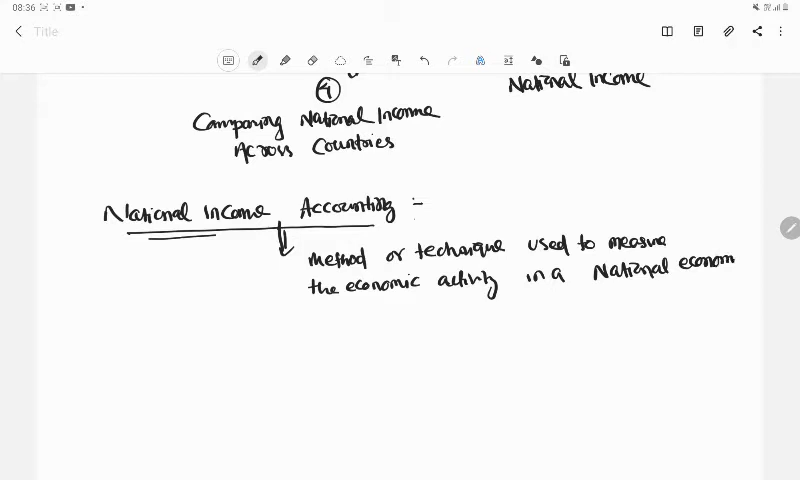 08:36
Title
National Income
4
Comparing National Income
Across Countries
National Income Accounting :-
method or technique used to measure
the economic activity in a National econom